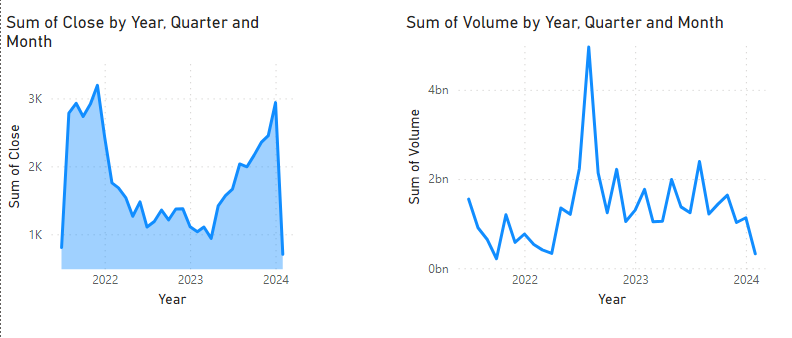 Sum of Close by Year, Quarter and
Month
3K
2K
1K
Sum of Close
2022
2023
2024
Year
Sum of Volume by Year, Quarter and Month
4bn
2bn
0bn
Sum of Volume
2022
2023
2024
Year